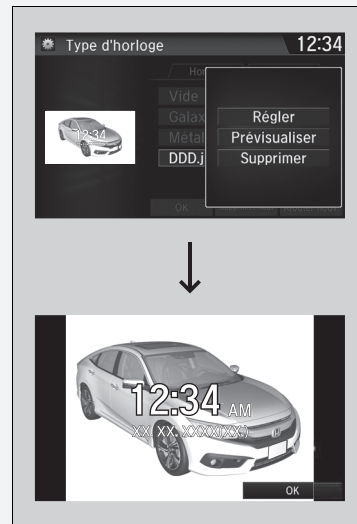 Type d'horloge
12:34
Hor
Vide
Galax
Métal
DDD.j
12:34
Régler
Prévisualiser
Supprimer
OK
12:34 AM
XX. XX. XXXX(XX)
OK